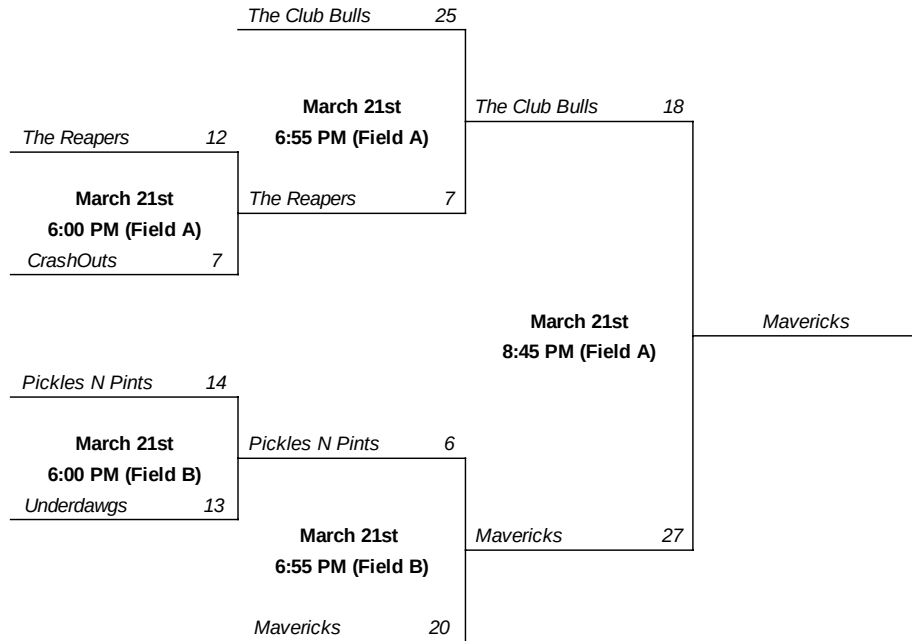 The Club Bulls 25
March 21st
6:55 PM (Field A)
The Club Bulls 18
The Reapers 12
March 21st
6:00 PM (Field A)
The Reapers 7
CrashOuts 7
March 21st
8:45 PM (Field A)
Mavericks
Pickles N Pints 14
March 21st
6:00 PM (Field B)
Pickles N Pints 6
Underdawgs 13
March 21st
6:55 PM (Field B)
Mavericks 27
Mavericks 20